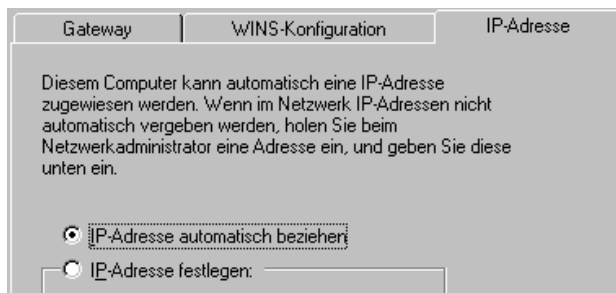 Gateway WINS-Konfiguration IP-Adresse
Diesem Computer kann automatisch eine IP-Adresse
zugewiesen werden. Wenn im Netzwerk IP-Adressen nicht
automatisch vergeben werden, holen Sie beim
Netzwerkadministrator eine Adresse ein, und geben Sie diese
unten ein.
IP-Adresse automatisch beziehen
IP-Adresse festlegen: